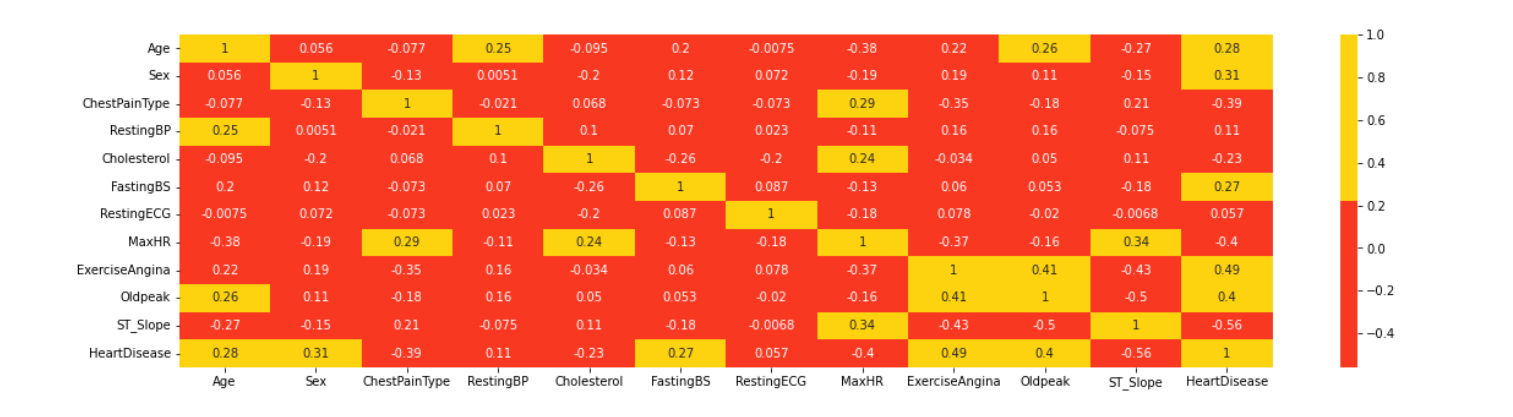 Age 1 0.056 -0.077 0.25 -0.095 0.2 -0.0075 -0.38 0.22 0.26 -0.27 0.28
Sex 0.056 1 -0.13 0.0051 -0.2 0.12 0.072 -0.19 0.19 0.11 -0.15 0.31
ChestPainType -0.077 -0.13 1 -0.021 0.068 -0.073 -0.073 0.29 -0.35 -0.18 0.21 -0.39
RestingBP 0.25 0.0051 -0.021 1 0.1 0.07 0.023 -0.11 0.16 0.16 -0.075 0.11
Cholesterol -0.095 -0.2 0.068 0.1 1 -0.26 -0.2 0.24 -0.034 0.05 0.11 -0.23
FastingBS 0.2 0.12 -0.073 0.07 -0.26 1 0.087 -0.13 0.06 0.053 -0.18 0.27
RestingECG -0.0075 0.072 -0.073 0.023 -0.2 0.087 1 -0.18 0.078 -0.02 -0.0068 0.057
MaxHR -0.38 -0.19 0.29 -0.11 0.24 -0.13 -0.18 1 -0.37 -0.16 0.34 -0.4
ExerciseAngina 0.22 0.19 -0.35 0.16 -0.034 0.06 0.078 -0.37 1 0.41 -0.43 0.49
Oldpeak 0.26 0.11 -0.18 0.16 0.05 0.053 -0.02 -0.16 0.41 1 -0.5 0.4
ST_Slope -0.27 -0.15 0.21 -0.075 0.11 -0.18 -0.0068 0.34 -0.43 -0.5 1 -0.56
HeartDisease 0.28 0.31 -0.39 0.11 -0.23 0.27 0.057 -0.4 0.49 0.4 -0.56 1
Age Sex ChestPainType RestingBP Cholesterol FastingBS RestingECG MaxHR ExerciseAngina Oldpeak ST_Slope HeartDisease
1.0
0.8
0.6
0.4
0.2
0.0
−0.2
−0.4